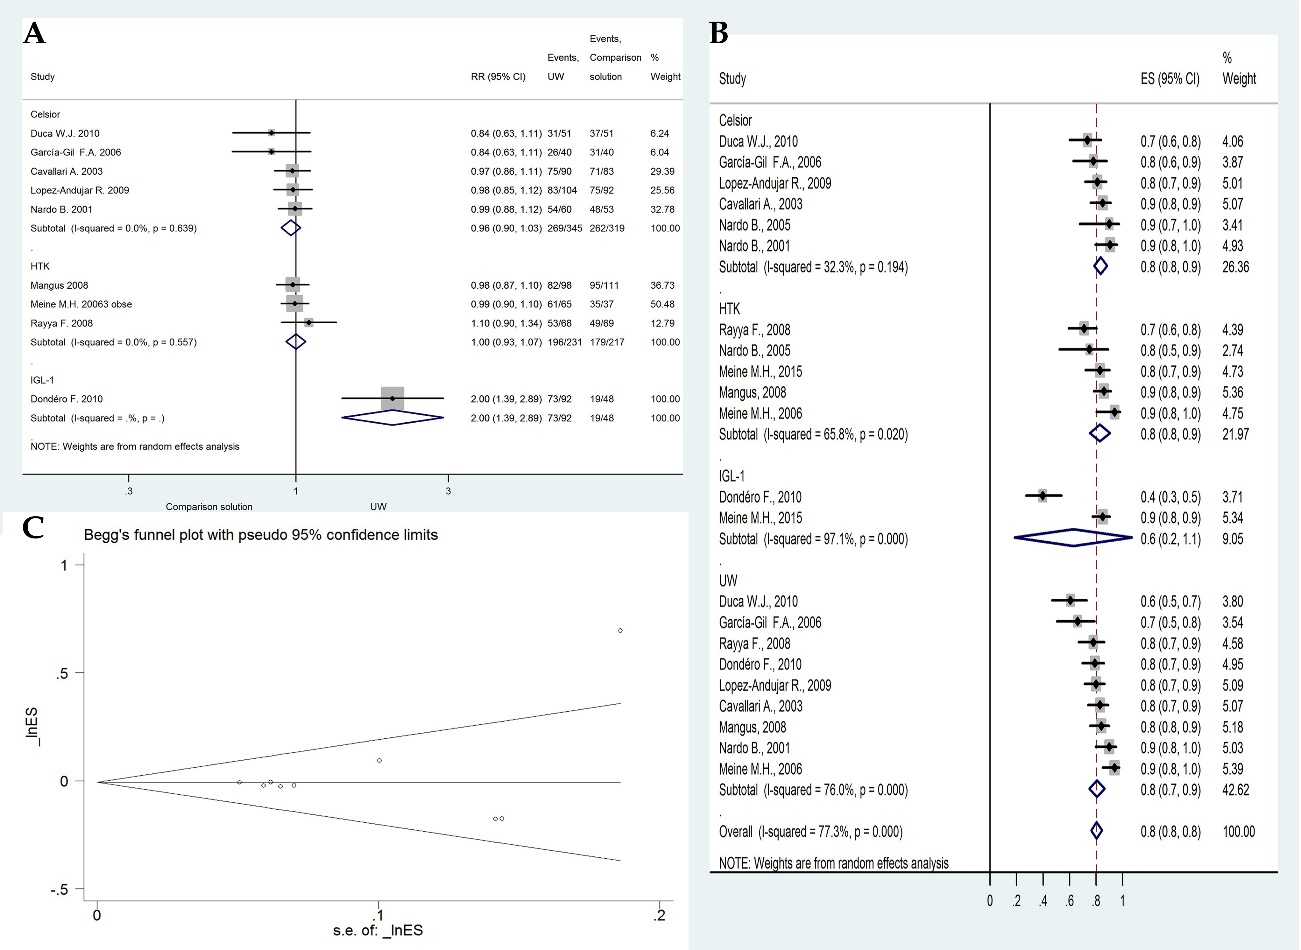 A
Events,
Events, Comparison %
Study RR (95% CI) UW solution Weight
Celsior
Duca W.J. 2010 0.84 (0.63, 1.11) 31/51 37/51 6.24
García-Gil F.A. 2006 0.84 (0.63, 1.11) 26/40 31/40 6.04
Cavallari A. 2003 0.97 (0.86, 1.11) 75/90 71/83 29.39
Lopez-Andujar R. 2009 0.98 (0.85, 1.12) 83/104 75/92 25.56
Nardo B. 2001 0.99 (0.88, 1.12) 54/60 48/53 32.78
Subtotal (I-squared = 0.0%, p = 0.639) 0.96 (0.90, 1.03) 269/345 262/319 100.00
.
HTK
Mangus 2008 0.98 (0.87, 1.10) 82/98 95/111 36.73
Meine M.H. 20063 obse 0.99 (0.90, 1.10) 61/65 35/37 50.48
Rayya F. 2008 1.10 (0.90, 1.34) 53/68 49/69 12.79
Subtotal (I-squared = 0.0%, p = 0.557) 1.00 (0.93, 1.07) 196/231 179/217 100.00
.
IGL-1
Dondéro F. 2010 2.00 (1.39, 2.89) 73/92 19/48 100.00
Subtotal (I-squared = .%, p = .) 2.00 (1.39, 2.89) 73/92 19/48 100.00
.
NOTE: Weights are from random effects analysis
.3 1 3
Comparison solution UW
B
%
Study ES (95% CI) Weight
Celsior
Duca W.J., 2010 0.7 (0.6, 0.8) 4.06
García-Gil F.A., 2006 0.8 (0.6, 0.9) 3.87
Lopez-Andujar R., 2009 0.8 (0.7, 0.9) 5.01
Cavallari A., 2003 0.9 (0.8, 0.9) 5.07
Nardo B., 2005 0.9 (0.7, 1.0) 3.41
Nardo B., 2001 0.9 (0.8, 1.0) 4.93
Subtotal (I-squared = 32.3%, p = 0.194) 0.8 (0.8, 0.9) 26.36
.
HTK
Rayya F., 2008 0.7 (0.6, 0.8) 4.39
Nardo B., 2005 0.8 (0.5, 0.9) 2.74
Meine M.H., 2015 0.8 (0.7, 0.9) 4.73
Mangus, 2008 0.9 (0.8, 0.9) 5.36
Meine M.H., 2006 0.9 (0.8, 1.0) 4.75
Subtotal (I-squared = 65.8%, p = 0.020) 0.8 (0.8, 0.9) 21.97
.
IGL-1
Dondéro F., 2010 0.4 (0.3, 0.5) 3.71
Meine M.H., 2015 0.9 (0.8, 0.9) 5.34
Subtotal (I-squared = 97.1%, p = 0.000) 0.6 (0.2, 1.1) 9.05
.
UW
Duca W.J., 2010 0.6 (0.5, 0.7) 3.80
García-Gil F.A., 2006 0.7 (0.5, 0.8) 3.54
Rayya F., 2008 0.8 (0.7, 0.9) 4.58
Dondéro F., 2010 0.8 (0.7, 0.9) 4.95
Lopez-Andujar R., 2009 0.8 (0.7, 0.9) 5.09
Cavallari A., 2003 0.8 (0.7, 0.9) 5.07
Mangus, 2008 0.8 (0.8, 0.9) 5.18
Nardo B., 2001 0.9 (0.8, 1.0) 5.03
Meine M.H., 2006 0.9 (0.8, 1.0) 5.39
Subtotal (I-squared = 76.0%, p = 0.000) 0.8 (0.7, 0.9) 42.62
.
Overall (I-squared = 77.3%, p = 0.000) 0.8 (0.8, 0.8) 100.00
NOTE: Weights are from random effects analysis
0 .2 .4 .6 .8 1
C
Begg's funnel plot with pseudo 95% confidence limits
1
.5
_lnES
0
-.5
0 .1 .2
s.e. of: _lnES